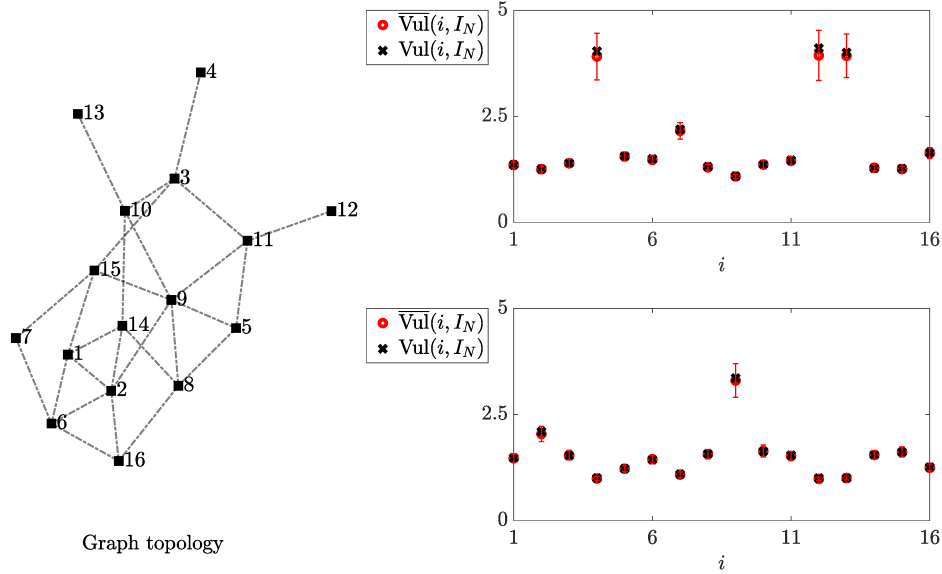 4
13
3
10
12
11
15
9
14
5
7
1
2
8
6
16
Graph topology
V̅u̅l̅(i, I_N)
Vul(i, I_N)
5
2.5
0
1 6 11 16
i
V̅u̅l̅(i, I_N)
Vul(i, I_N)
5
2.5
0
1 6 11 16
i